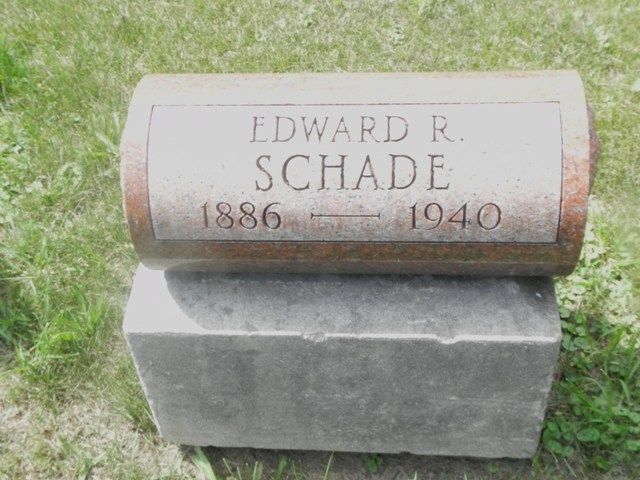 EDWARD R.
SCHADE
1886 — 1940